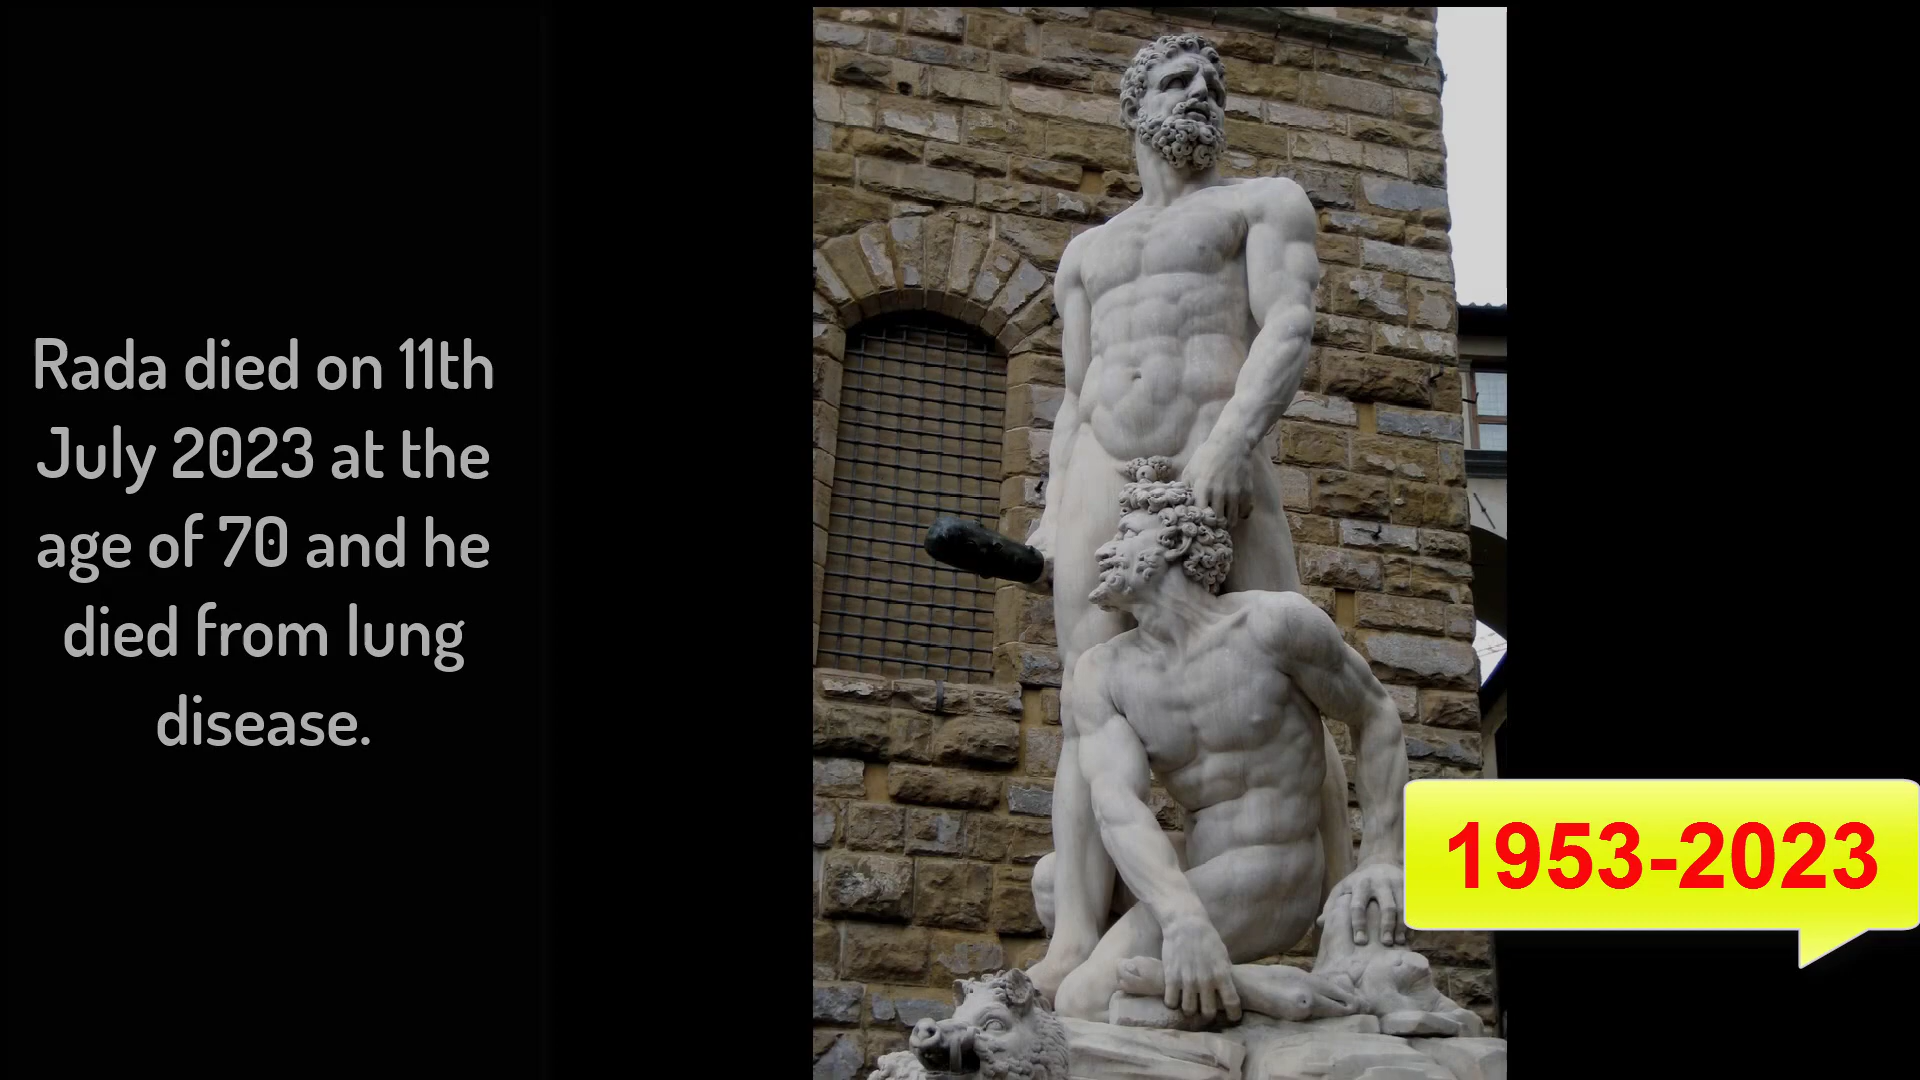 Rada died on 11th
July 2023 at the
age of 70 and he
died from lung
disease.
1953-2023